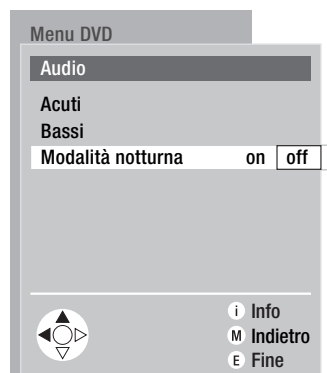 Menu DVD
Audio
Acuti
Bassi
Modalità notturna on off
i Info
M Indietro
E Fine